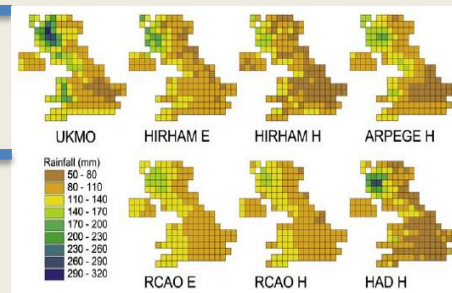 UKMO
HIRHAM E
HIRHAM H
ARPEGE H
Rainfall (mm)
50 - 80
80 - 110
110 - 140
140 - 170
170 - 200
200 - 230
230 - 260
260 - 290
290 - 320
RCAO E
RCAO H
HAD H